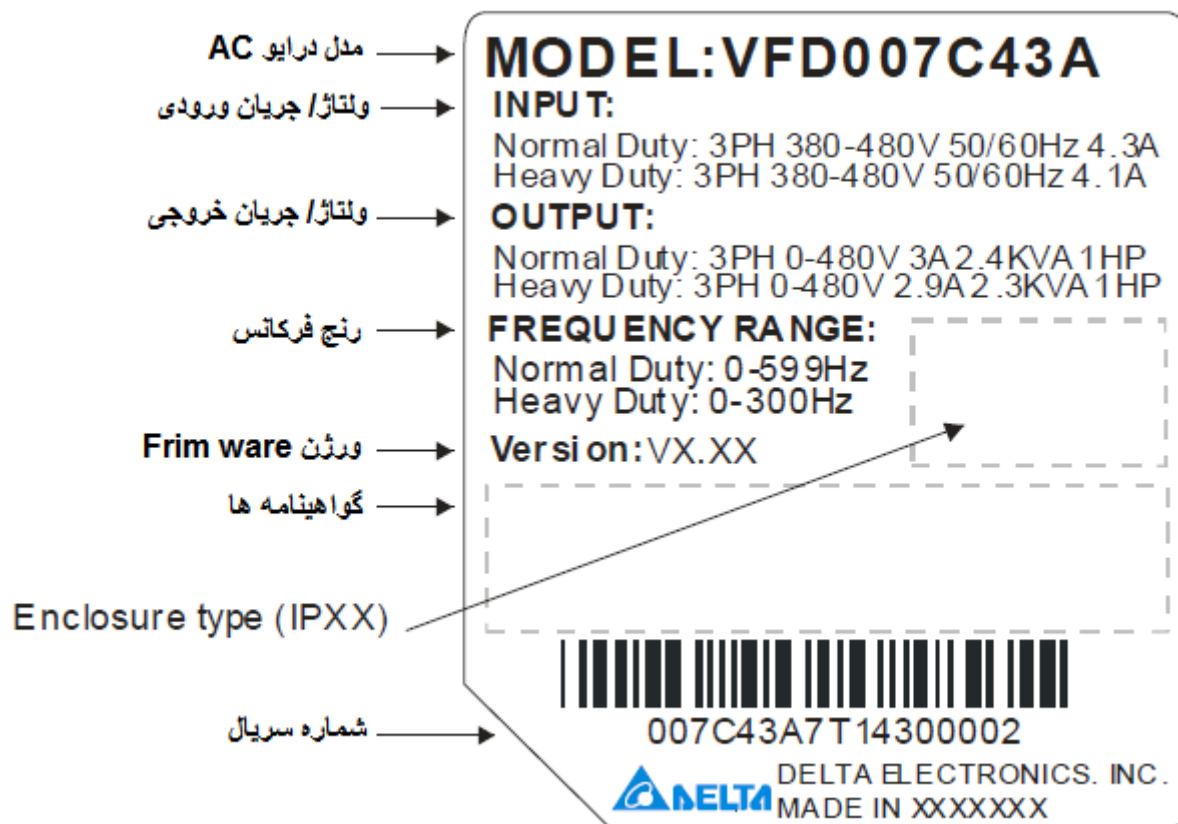 مدل درایو AC
MODEL:VFD007C43A
ولتاژ/ جریان ورودی
INPUT:
Normal Duty: 3PH 380-480V 50/60Hz 4.3A
Heavy Duty: 3PH 380-480V 50/60Hz 4.1A
ولتاژ/ جریان خروجی
OUTPUT:
Normal Duty: 3PH 0-480V 3A 2.4KVA 1HP
Heavy Duty: 3PH 0-480V 2.9A 2.3KVA 1HP
رنج فرکانس
FREQUENCY RANGE:
Normal Duty: 0-599Hz
Heavy Duty: 0-300Hz
ورژن Frim ware
Version: VX.XX
گواهینامه ها
Enclosure type (IPXX)
شماره سریال
007C43A7T14300002
DELTA
DELTA ELECTRONICS. INC.
MADE IN XXXXXXX